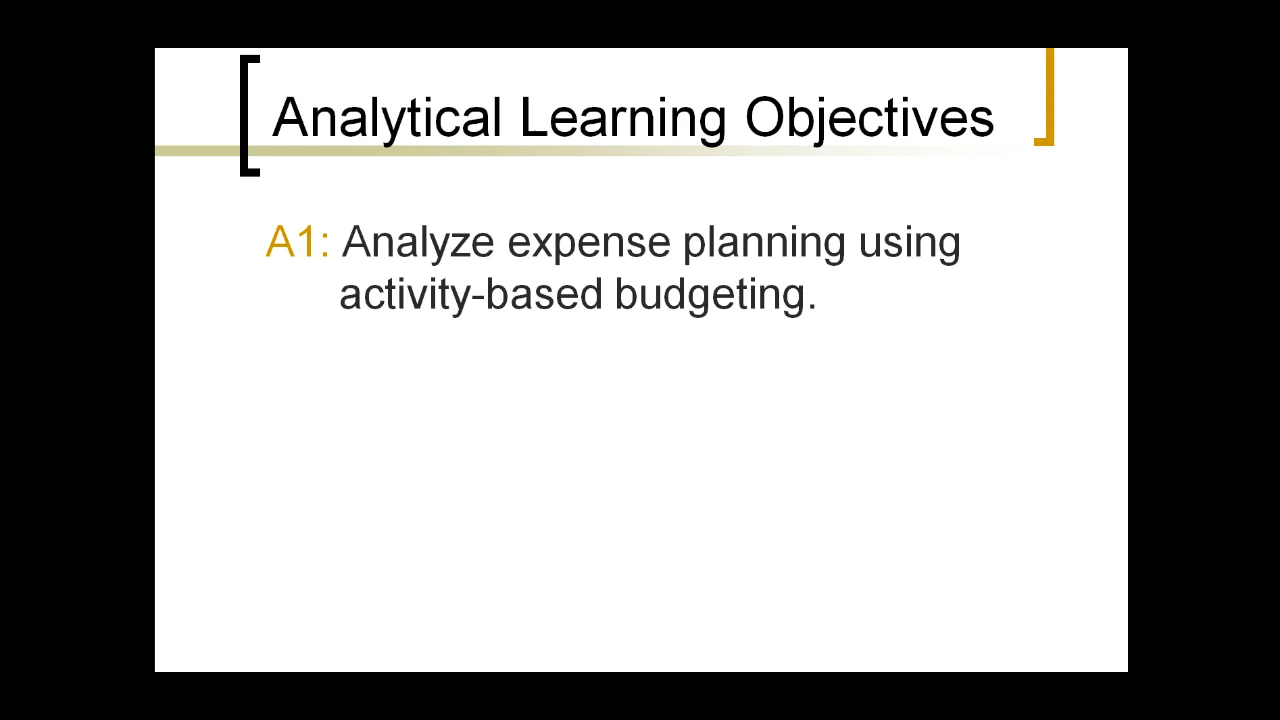 Analytical Learning Objectives
A1: Analyze expense planning using
activity-based budgeting.